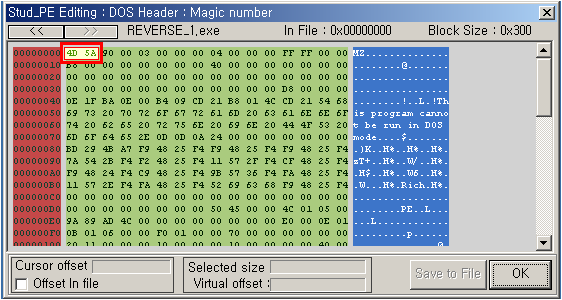 Stud_PE Editing : DOS Header : Magic number
<< >> REVERSE_1,exe In File : 0x00000000 Block Size : 0x300
00000000 4D 5A 90 00 03 00 00 00 04 00 00 00 FF FF 00 00 MZ..............
00000010 B8 00 00 00 00 00 00 00 40 00 00 00 00 00 00 00 ........@.......
00000020 00 00 00 00 00 00 00 00 00 00 00 00 00 00 00 00 ................
00000030 00 00 00 00 00 00 00 00 00 00 00 00 D8 00 00 00 ................
00000040 0E 1F BA 0E 00 B4 09 CD 21 B8 01 4C CD 21 54 68 ........!..L.!Th
00000050 69 73 20 70 72 6F 67 72 61 6D 20 63 61 6E 6E 6F is program canno
00000060 74 20 62 65 20 72 75 6E 20 69 6E 20 44 4F 53 20 t be run in DOS
00000070 6D 6F 64 65 2E 0D 0D 0A 24 00 00 00 00 00 00 00 mode....$.......
00000080 BD 29 4B A7 F9 48 25 F4 F9 48 25 F4 F9 48 25 F4 .)K..H%..H%..H%.
00000090 7A 54 2B F4 F2 48 25 F4 11 57 2F F4 CF 48 25 F4 zT+..H%..W/..H%.
000000A0 F9 48 24 F4 C9 48 25 F4 9B 57 36 F4 FA 48 25 F4 .H$..H%..W6..H%.
000000B0 11 57 2E F4 FA 48 25 F4 52 69 63 68 F9 48 25 F4 .W...H%.Rich.H%.
000000C0 00 00 00 00 00 00 00 00 00 00 00 00 00 00 00 00 ................
000000D0 00 00 00 00 00 00 00 00 50 45 00 00 4C 01 05 00 ........PE..L...
000000E0 9A 89 AD 4C 00 00 00 00 00 00 00 00 E0 00 0E 01 ...L............
000000F0 0B 01 06 00 00 F0 01 00 00 70 00 00 00 00 00 00 .........p......
Cursor offset
Offset In file
Selected size
Virtual offset :
Save to File OK